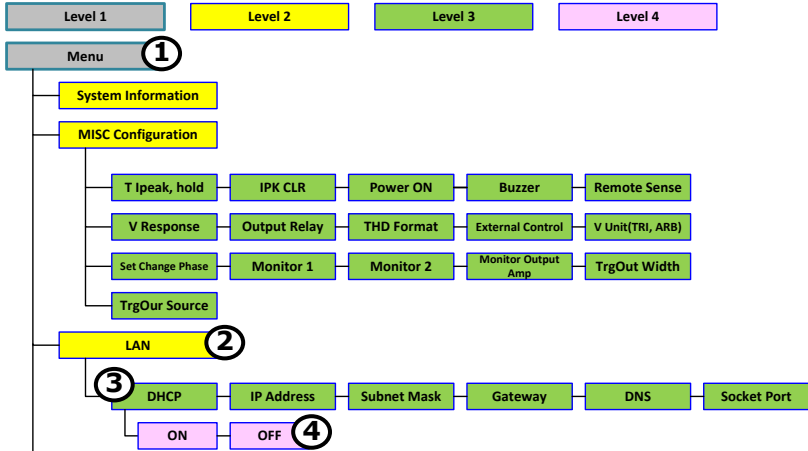 Level 1
Level 2
Level 3
Level 4
Menu
1
System Information
MISC Configuration
T Ipeak, hold
IPK CLR
Power ON
Buzzer
Remote Sense
V Response
Output Relay
THD Format
External Control
V Unit(TRI, ARB)
Set Change Phase
Monitor 1
Monitor 2
Monitor Output
Amp
TrgOut Width
TrgOur Source
LAN
2
3
DHCP
IP Address
Subnet Mask
Gateway
DNS
Socket Port
ON
OFF
4